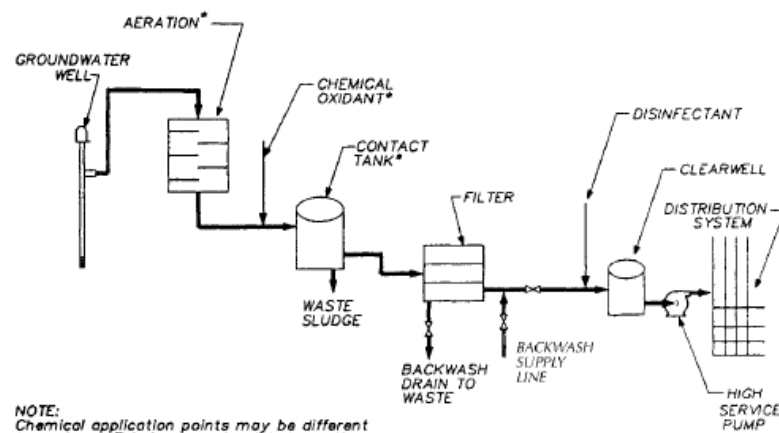 AERATION*
GROUNDWATER
WELL
CHEMICAL
OXIDANT*
CONTACT
TANK*
DISINFECTANT
FILTER
CLEARWELL
DISTRIBUTION
SYSTEM
WASTE
SLUDGE
BACKWASH
DRAIN TO
WASTE
BACKWASH
SUPPLY
LINE
HIGH
SERVICE
PUMP
NOTE:
Chemical application points may be different